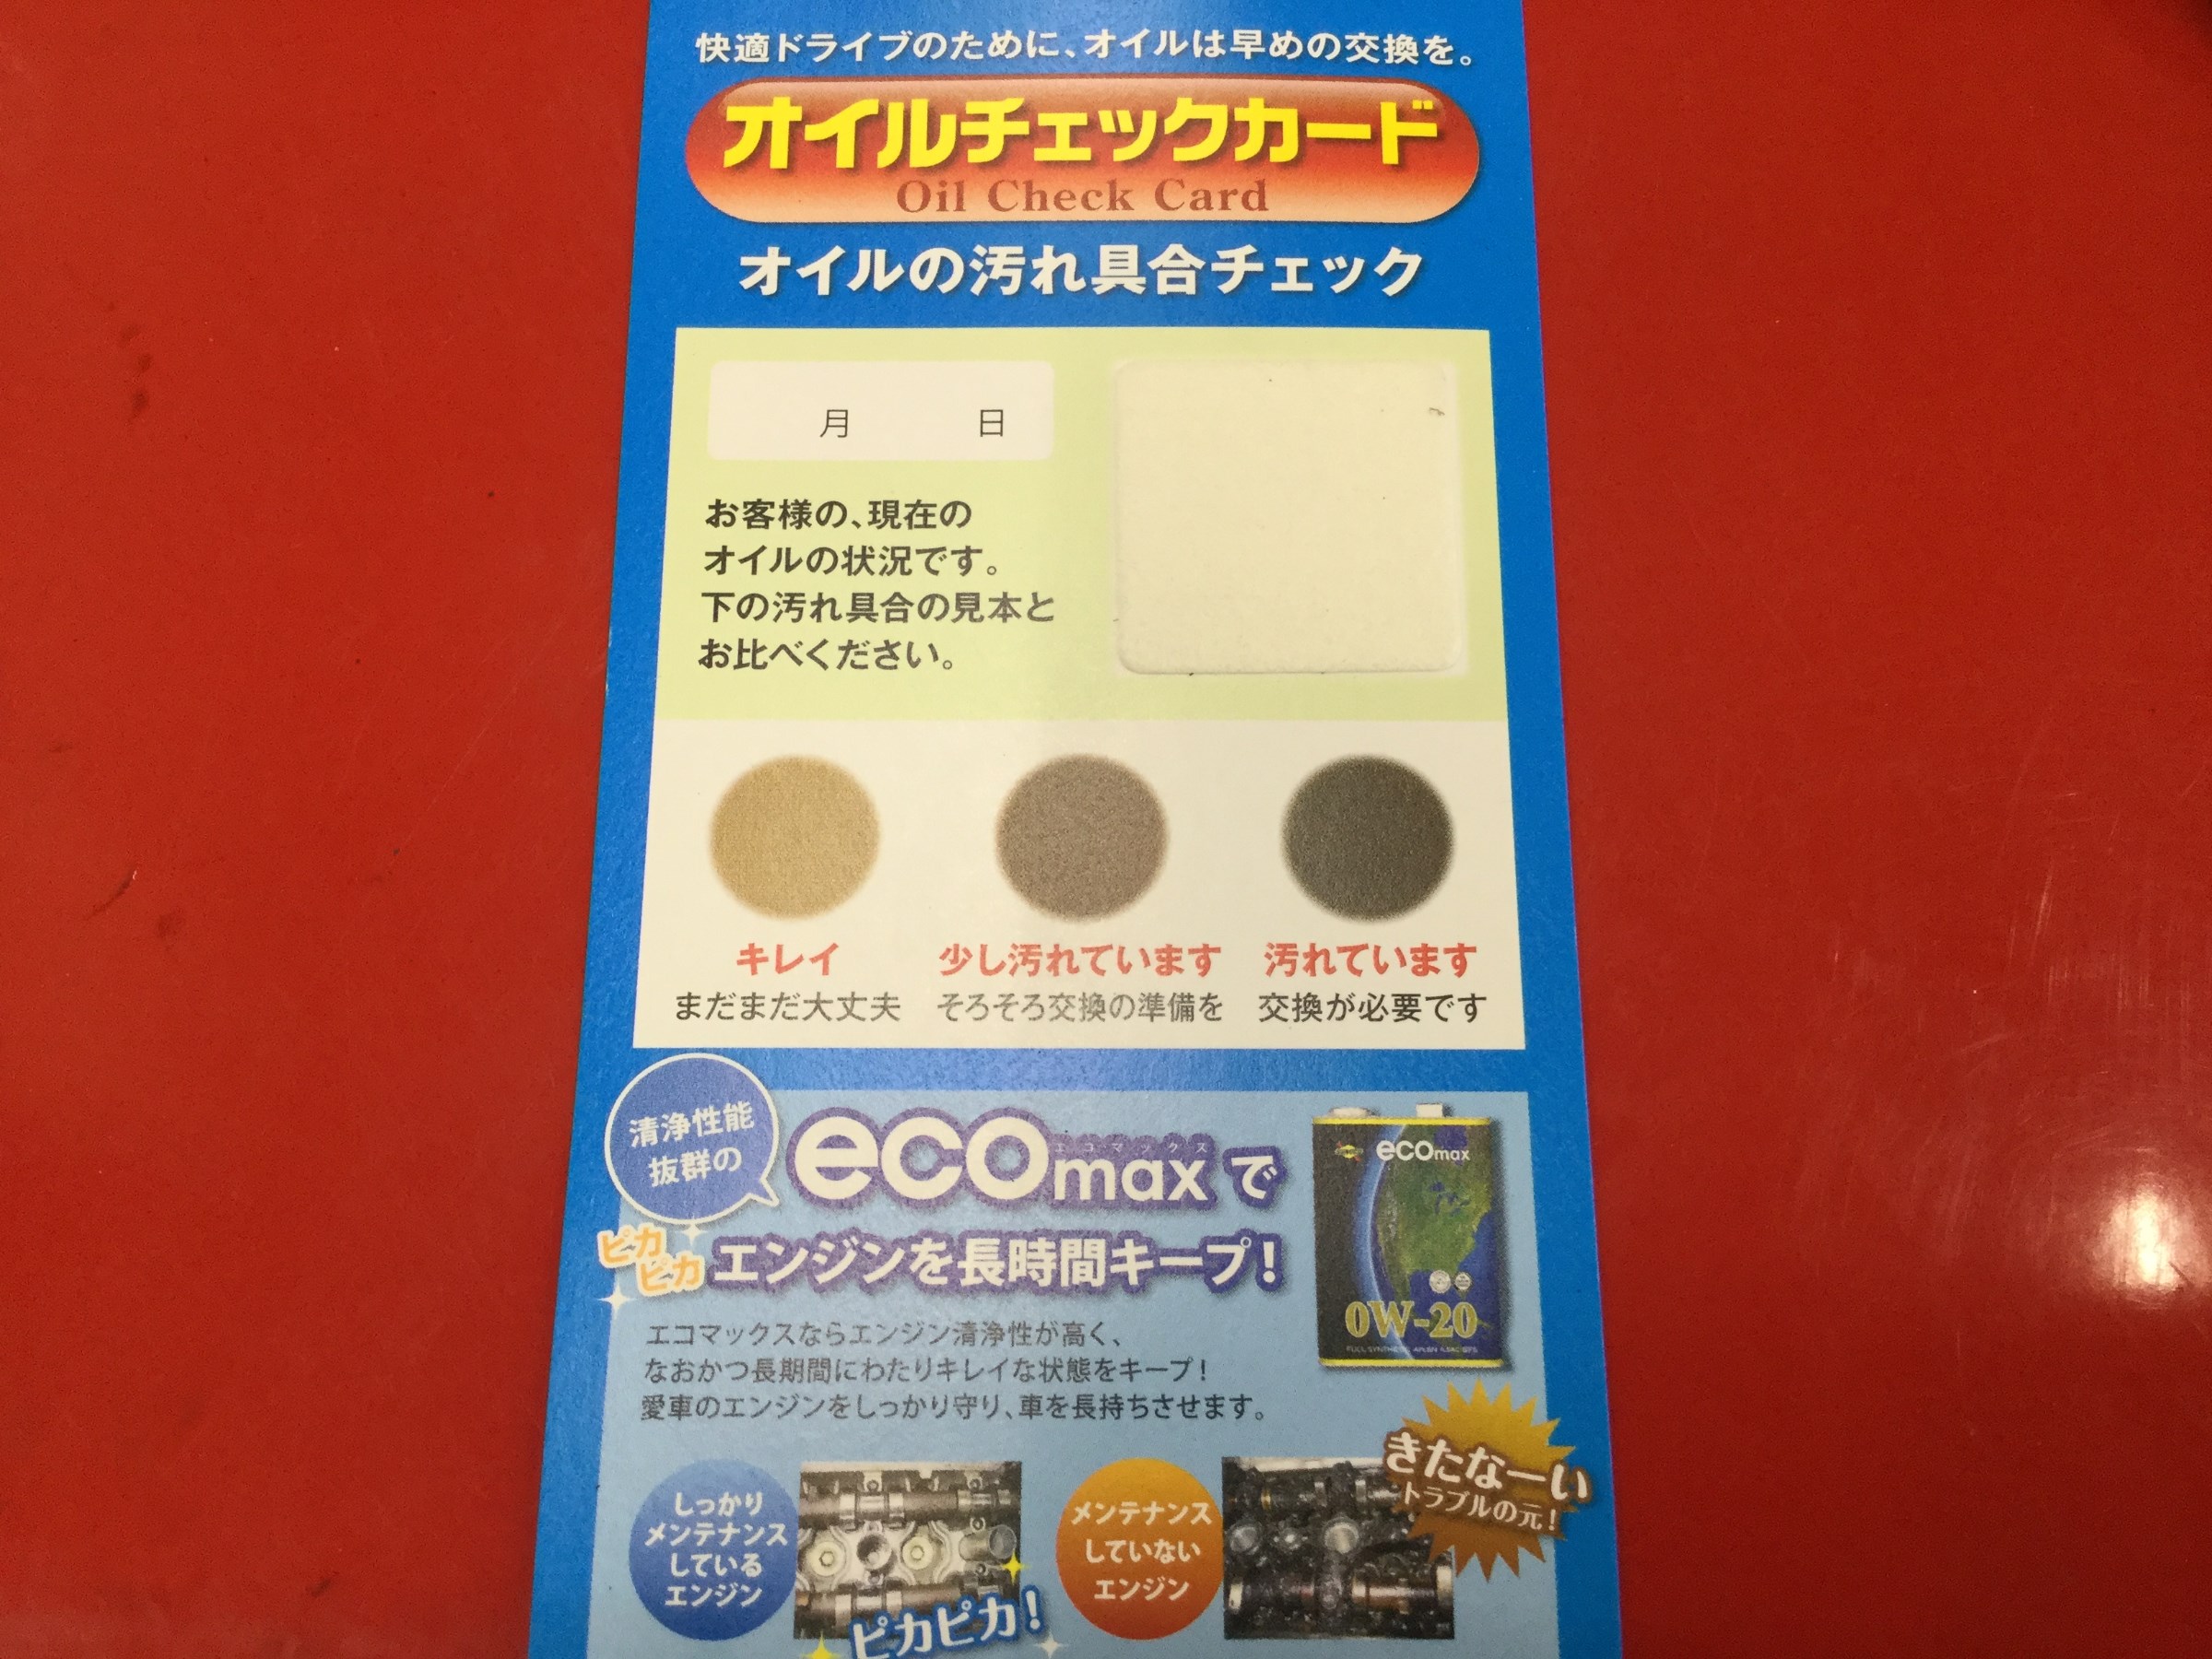 快適ドライブのために、オイルは早めの交換を。
オイルチェックカード
Oil Check Card
オイルの汚れ具合チェック
月 日
お客様の、現在の
オイルの状況です。
下の汚れ具合の見本と
お比べください。
キレイ
まだまだ大丈夫
少し汚れています
そろそろ交換の準備を
汚れています
交換が必要です
清浄性能
抜群の
エコマックス
ecomaxで
ピカピカ
エンジンを長時間キープ!
エコマックスならエンジン清浄性が高く、
なおかつ長期間にわたりキレイな状態をキープ!
愛車のエンジンをしっかり守り、車を長持ちさせます。
ecomax
0W-20
しっかり
メンテナンス
している
エンジン
ピカピカ!
メンテナンス
していない
エンジン
きたなーい
トラブルの元!